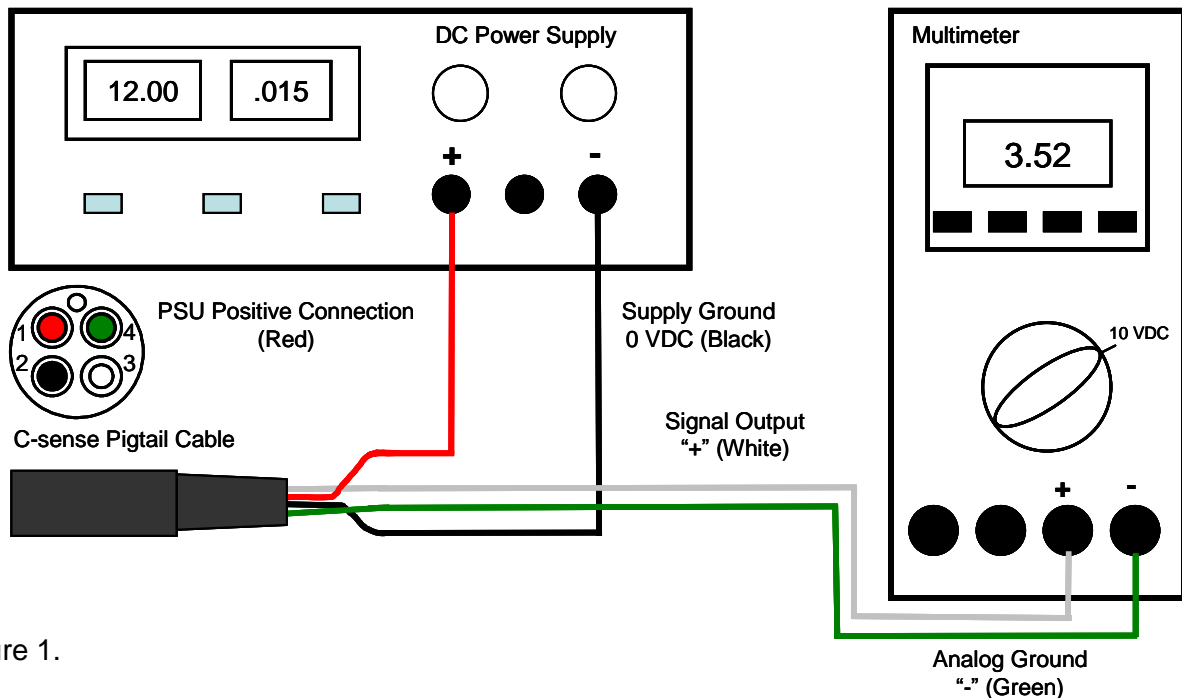 DC Power Supply
12.00
.015
+
-
Multimeter
3.52
10 VDC
+
-
PSU Positive Connection
(Red)
Supply Ground
0 VDC (Black)
1
4
2
3
C-sense Pigtail Cable
Signal Output
“+” (White)
Analog Ground
“-” (Green)
1.